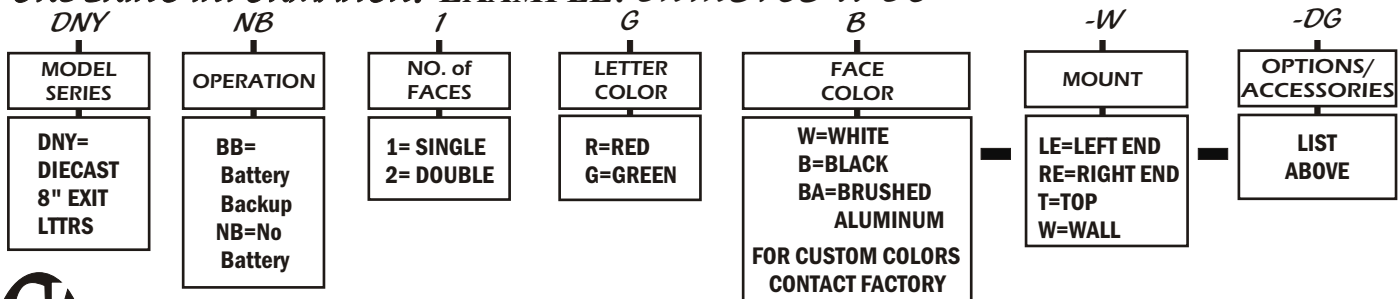 EXAMPLE:
DNY NB 1 G B -W -DG
MODEL SERIES
OPERATION
NO. of FACES
LETTER COLOR
FACE COLOR
MOUNT
OPTIONS/ ACCESSORIES
DNY=
DIECAST
8" EXIT
LTTRS
BB=
Battery
Backup
NB=No
Battery
1= SINGLE
2= DOUBLE
R=RED
G=GREEN
W=WHITE
B=BLACK
BA=BRUSHED
ALUMINUM
FOR CUSTOM COLORS
CONTACT FACTORY
LE=LEFT END
RE=RIGHT END
T=TOP
W=WALL
LIST
ABOVE